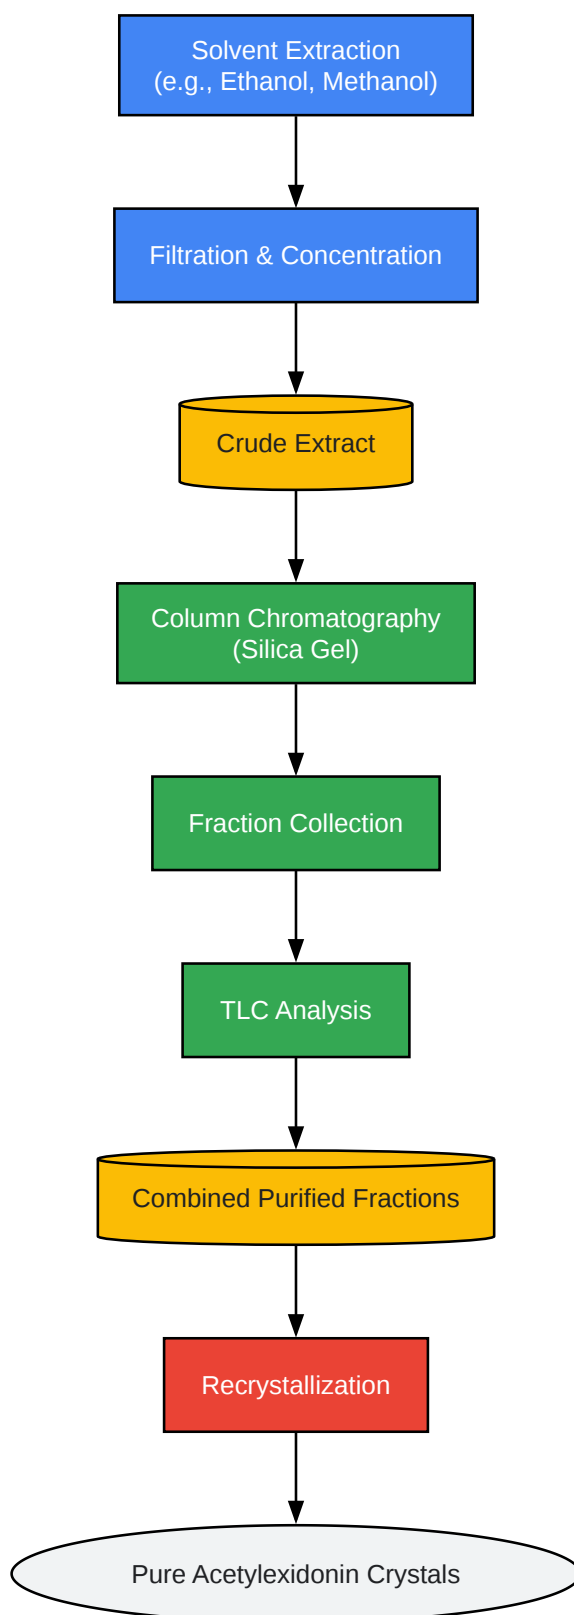 Solvent Extraction
(e.g., Ethanol, Methanol)
Filtration & Concentration
Crude Extract
Column Chromatography
(Silica Gel)
Fraction Collection
TLC Analysis
Combined Purified Fractions
Recrystallization
Pure Acetylexidonin Crystals